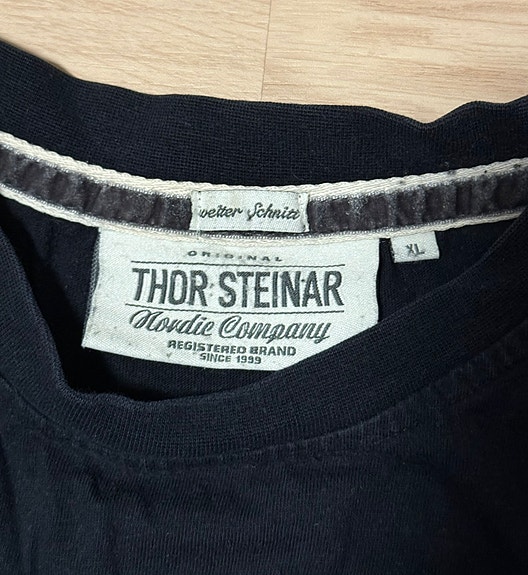 weiter Schnitt
XL
ORIGINAL
THOR STEINAR
Nordic Company
REGISTERED BRAND
SINCE 1999